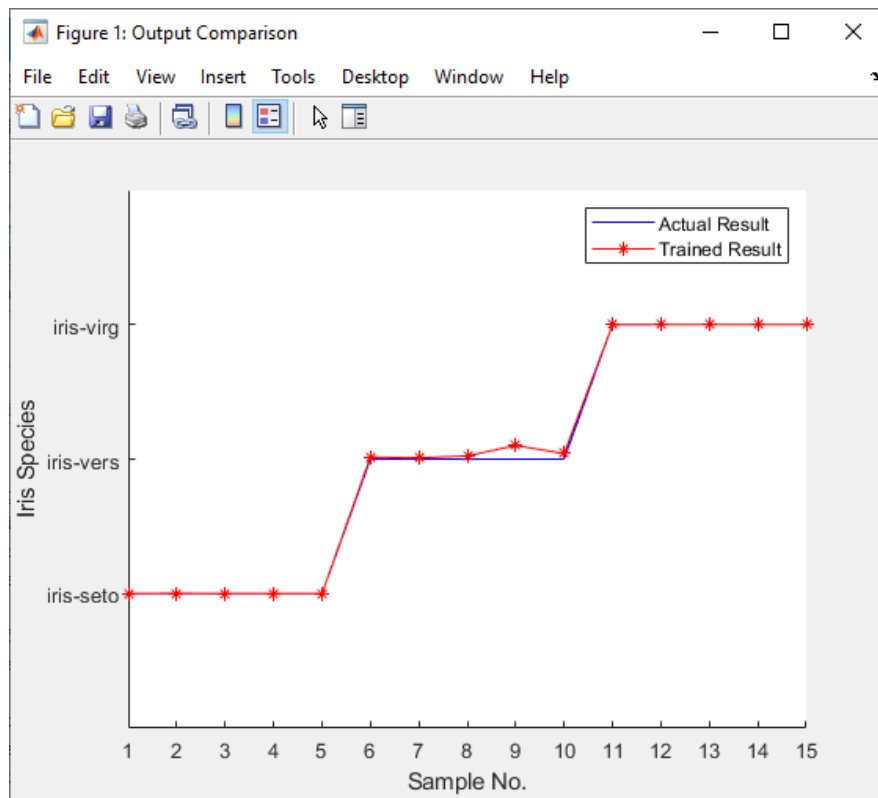 Figure 1: Output Comparison
File Edit View Insert Tools Desktop Window Help
Actual Result
Trained Result
iris-virg
iris-vers
iris-seto
Iris Species
1 2 3 4 5 6 7 8 9 10 11 12 13 14 15
Sample No.